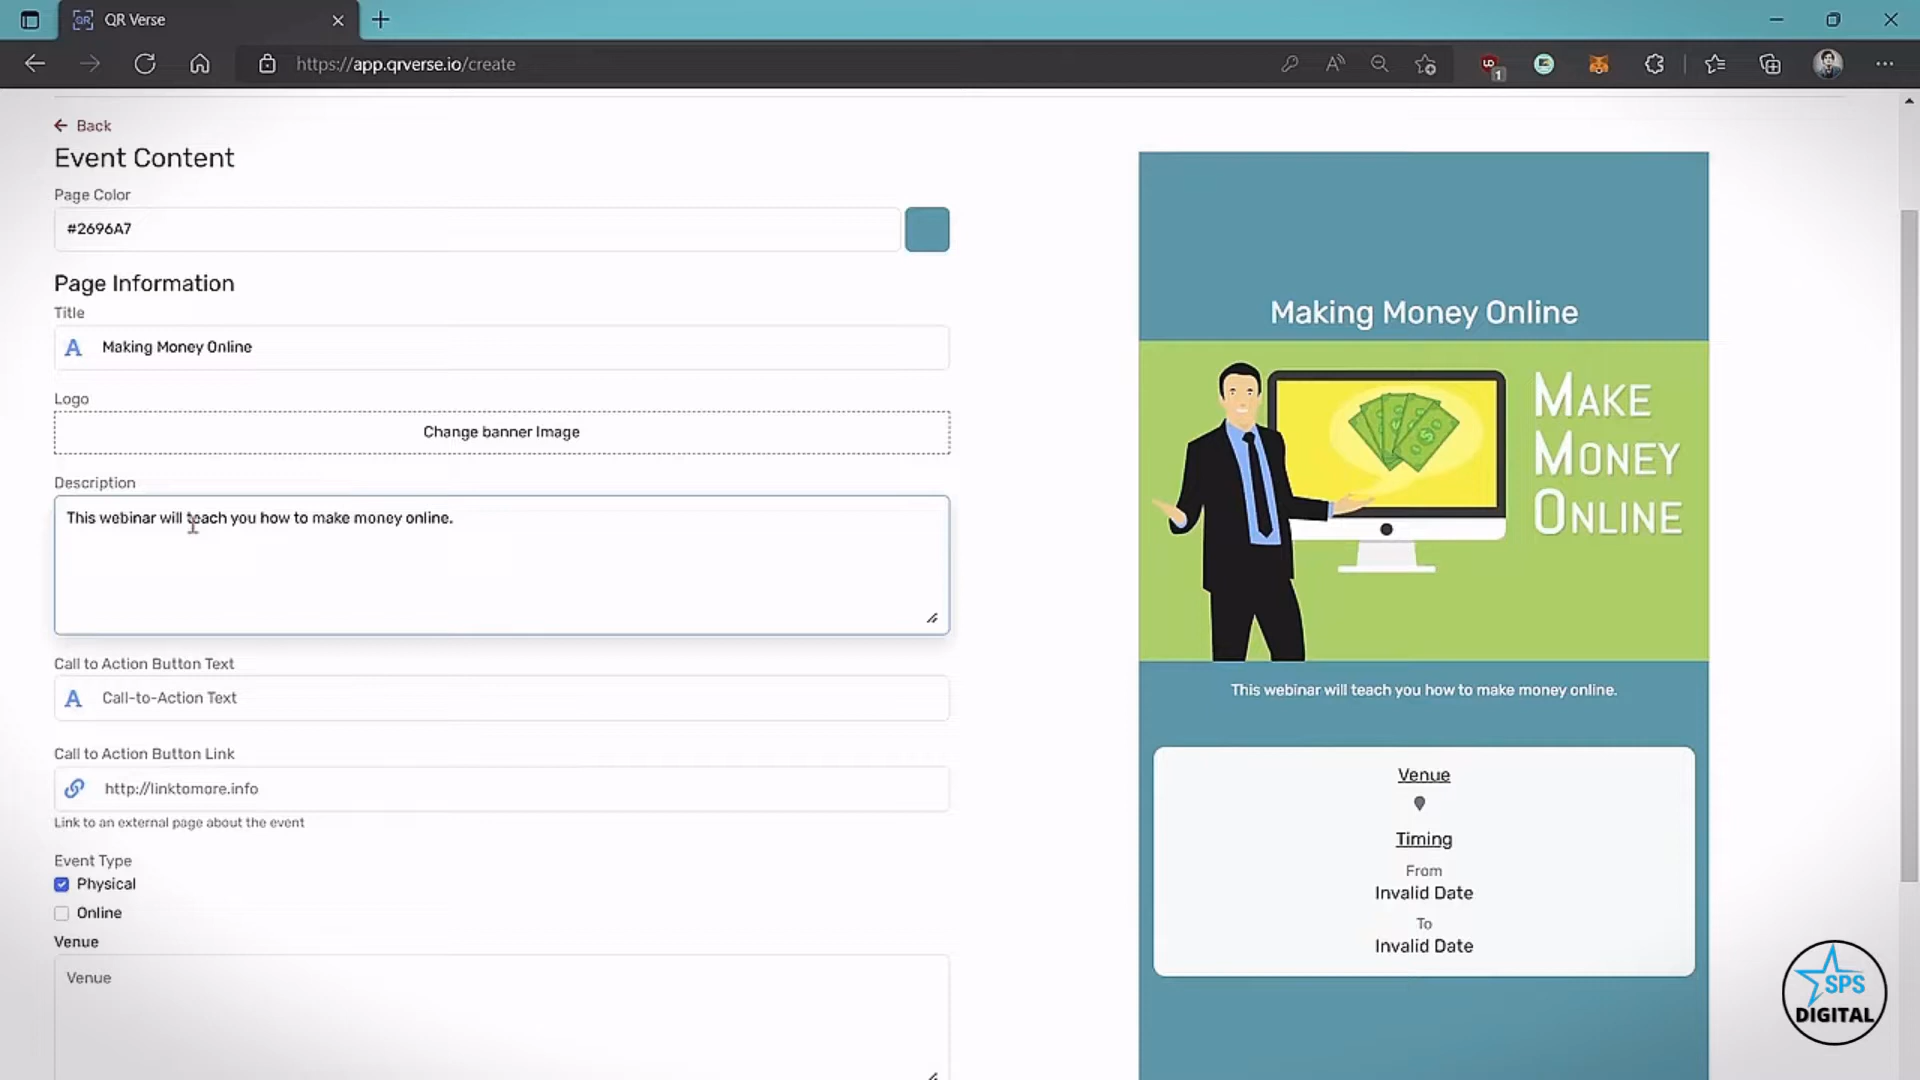 QR Verse
https://app.qrverse.io/create
1
Back
Event Content
Page Color
#2696A7
Page Information
Title
A Making Money Online
Logo
Change banner Image
Description
This webinar will teach you how to make money online.
Call to Action Button Text
A Call-to-Action Text
Call to Action Button Link
http://linktomore.info
Link to an external page about the event
Event Type
Physical
Online
Venue
Venue
Making Money Online
MAKE
MONEY
ONLINE
This webinar will teach you how to make money online.
Venue
Timing
From
Invalid Date
To
Invalid Date
SPS
DIGITAL